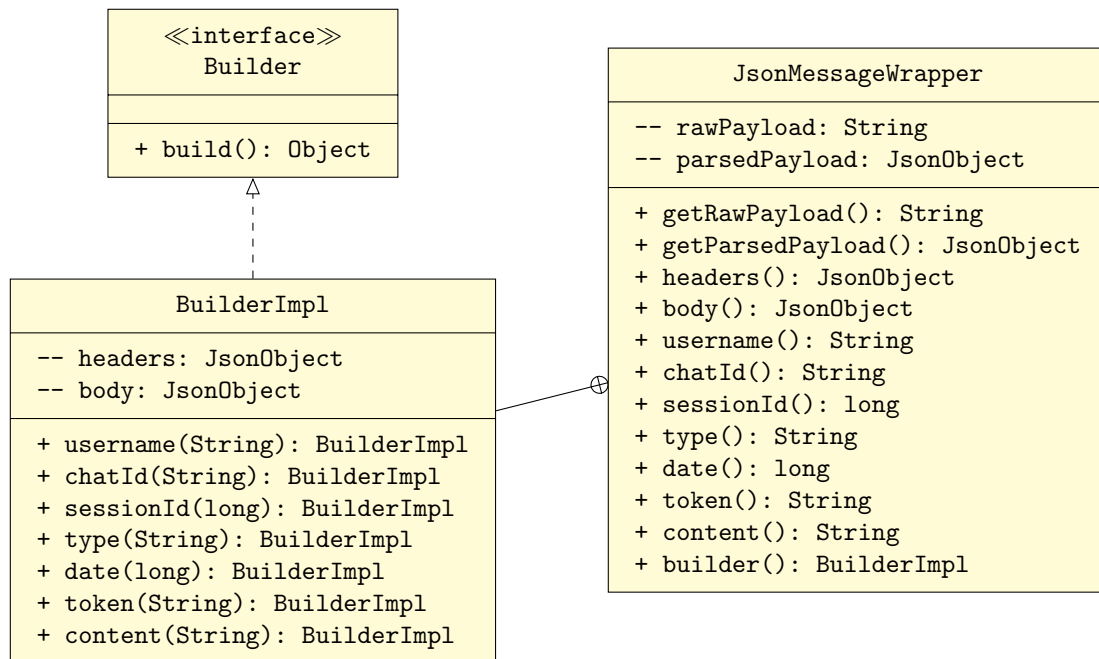 ≪interface≫
Builder
+ build(): Object
JsonMessageWrapper
-- rawPayload: String
-- parsedPayload: JsonObject
+ getRawPayload(): String
+ getParsedPayload(): JsonObject
+ headers(): JsonObject
+ body(): JsonObject
+ username(): String
+ chatId(): String
+ sessionId(): long
+ type(): String
+ date(): long
+ token(): String
+ content(): String
+ builder(): BuilderImpl
BuilderImpl
-- headers: JsonObject
-- body: JsonObject
+ username(String): BuilderImpl
+ chatId(String): BuilderImpl
+ sessionId(long): BuilderImpl
+ type(String): BuilderImpl
+ date(long): BuilderImpl
+ token(String): BuilderImpl
+ content(String): BuilderImpl